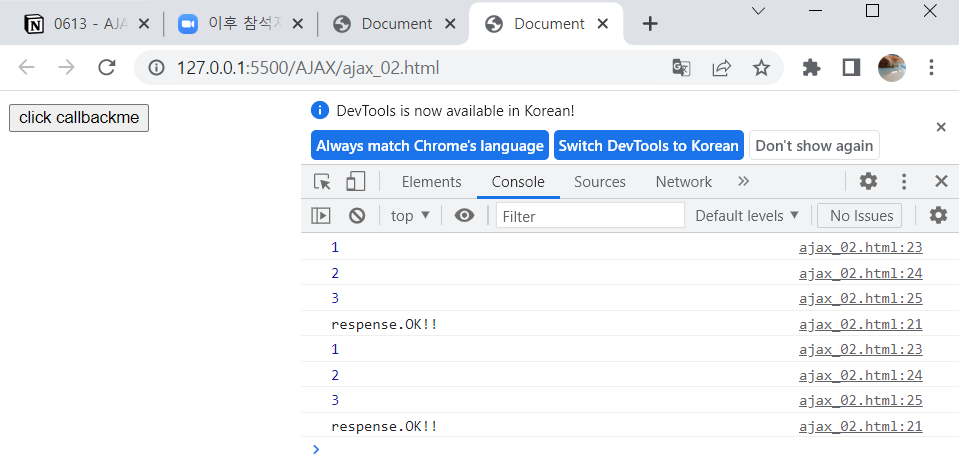 0613 - AJA
이후 참석자
Document
Document
127.0.0.1:5500/AJAX/ajax_02.html
click callbackme
DevTools is now available in Korean!
Always match Chrome's language
Switch DevTools to Korean
Don't show again
Elements
Console
Sources
Network
top
Filter
Default levels
No Issues
1 ajax_02.html:23
2 ajax_02.html:24
3 ajax_02.html:25
respense.OK!! ajax_02.html:21
1 ajax_02.html:23
2 ajax_02.html:24
3 ajax_02.html:25
respense.OK!! ajax_02.html:21